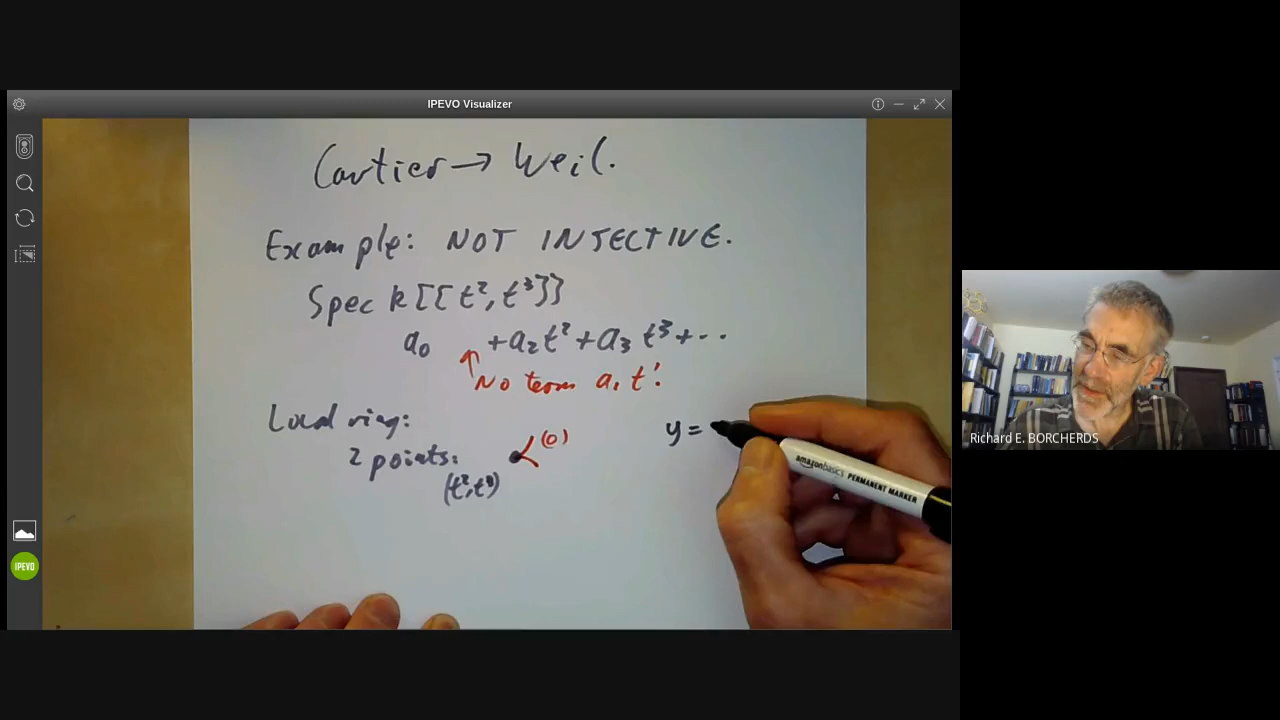 IPEVO Visualizer
Cartier → Weil.
Example: NOT INJECTIVE.
Spec k[[t², t³]]
a₀ + a₂t² + a₃t³ + ···
No term a₁t¹.
Local ring:
2 points:
(0)
(t², t³)
y =
amazonbasics PERMANENT MARKER
Richard E. BORCHERDS
IPEVO